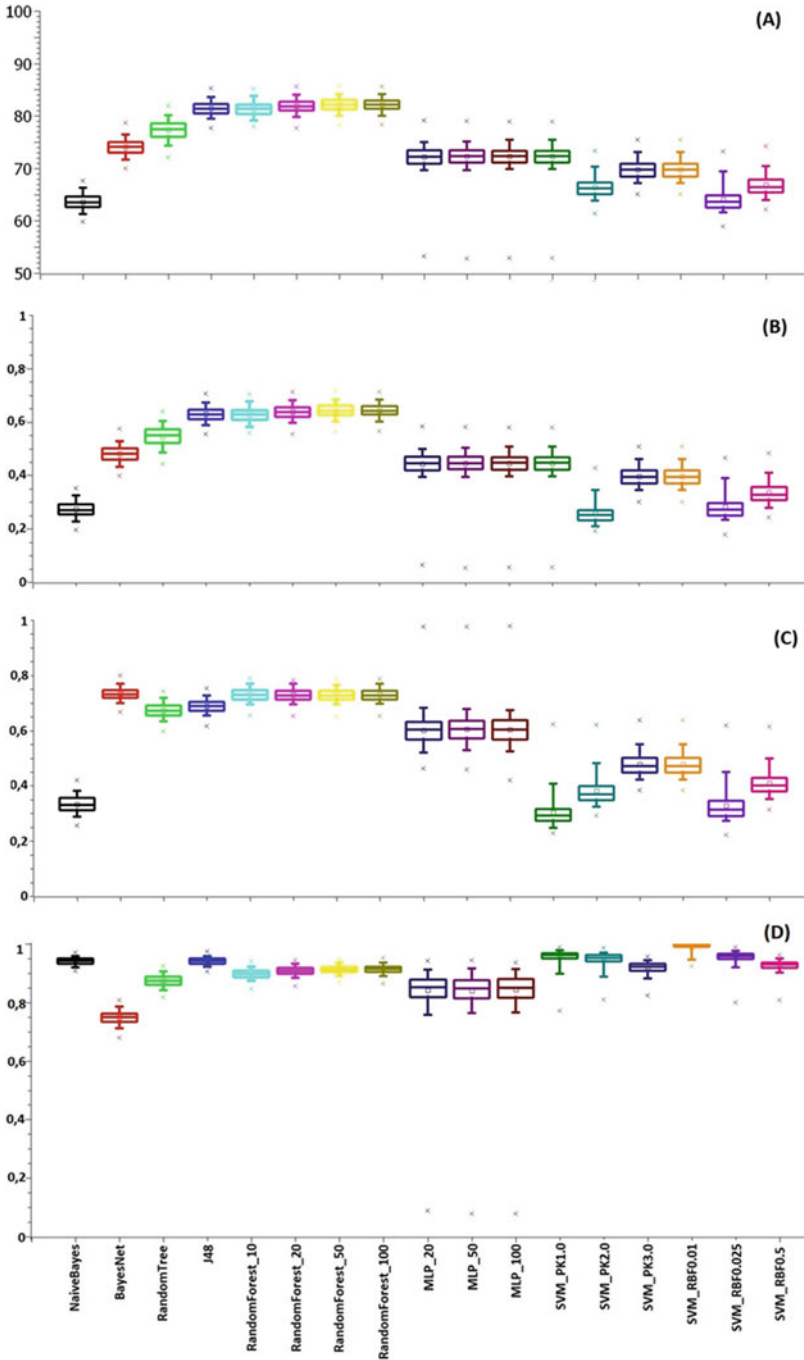 (A)
100
90
80
70
60
50
(B)
1
0,8
0,6
0,4
0,2
0
(C)
1
0,8
0,6
0,4
0,2
0
(D)
1
0,8
0,6
0,4
0,2
0
NaiveBayes
BayesNet
RandomTree
J48
RandomForest_10
RandomForest_20
RandomForest_50
RandomForest_100
MLP_20
MLP_50
MLP_100
SVM_PK1.0
SVM_PK2.0
SVM_PK3.0
SVM_RBF0.01
SVM_RBF0.025
SVM_RBF0.5